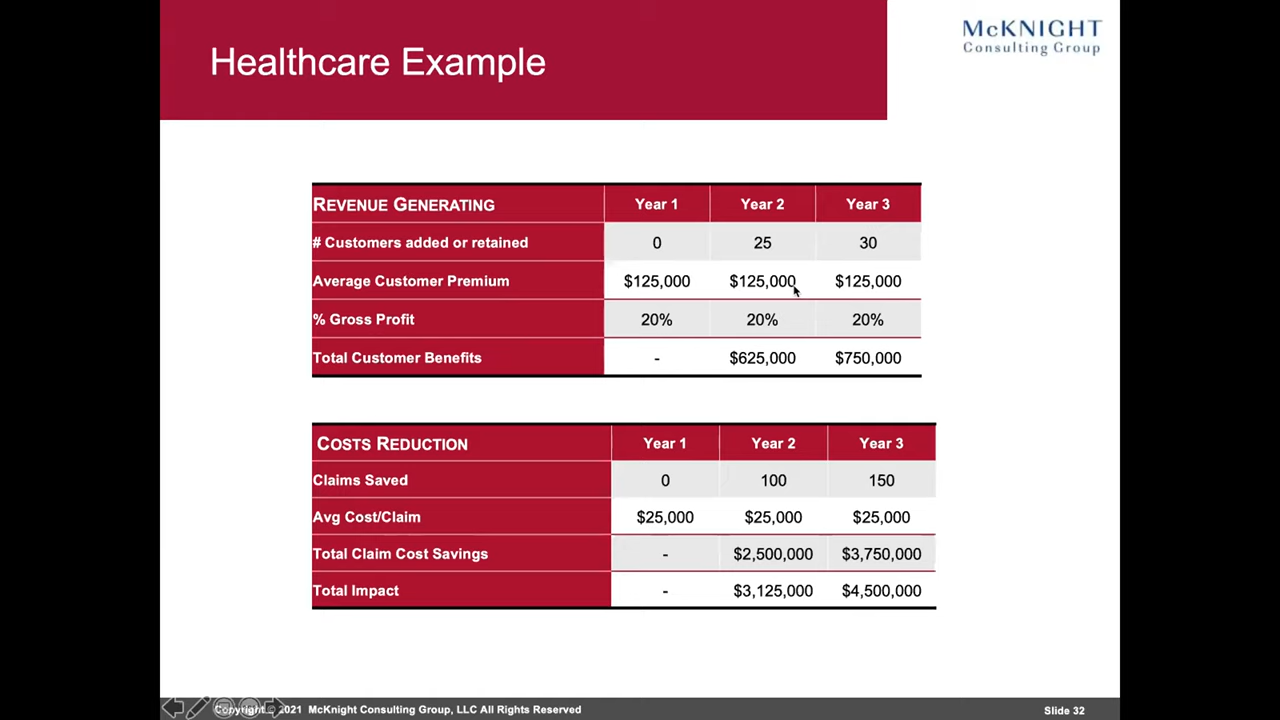 Healthcare Example
McKNIGHT
Consulting Group
REVENUE GENERATING Year 1 Year 2 Year 3
# Customers added or retained 0 25 30
Average Customer Premium $125,000 $125,000 $125,000
% Gross Profit 20% 20% 20%
Total Customer Benefits - $625,000 $750,000
COSTS REDUCTION Year 1 Year 2 Year 3
Claims Saved 0 100 150
Avg Cost/Claim $25,000 $25,000 $25,000
Total Claim Cost Savings - $2,500,000 $3,750,000
Total Impact - $3,125,000 $4,500,000
Copyright © 2021 McKnight Consulting Group, LLC All Rights Reserved Slide 32